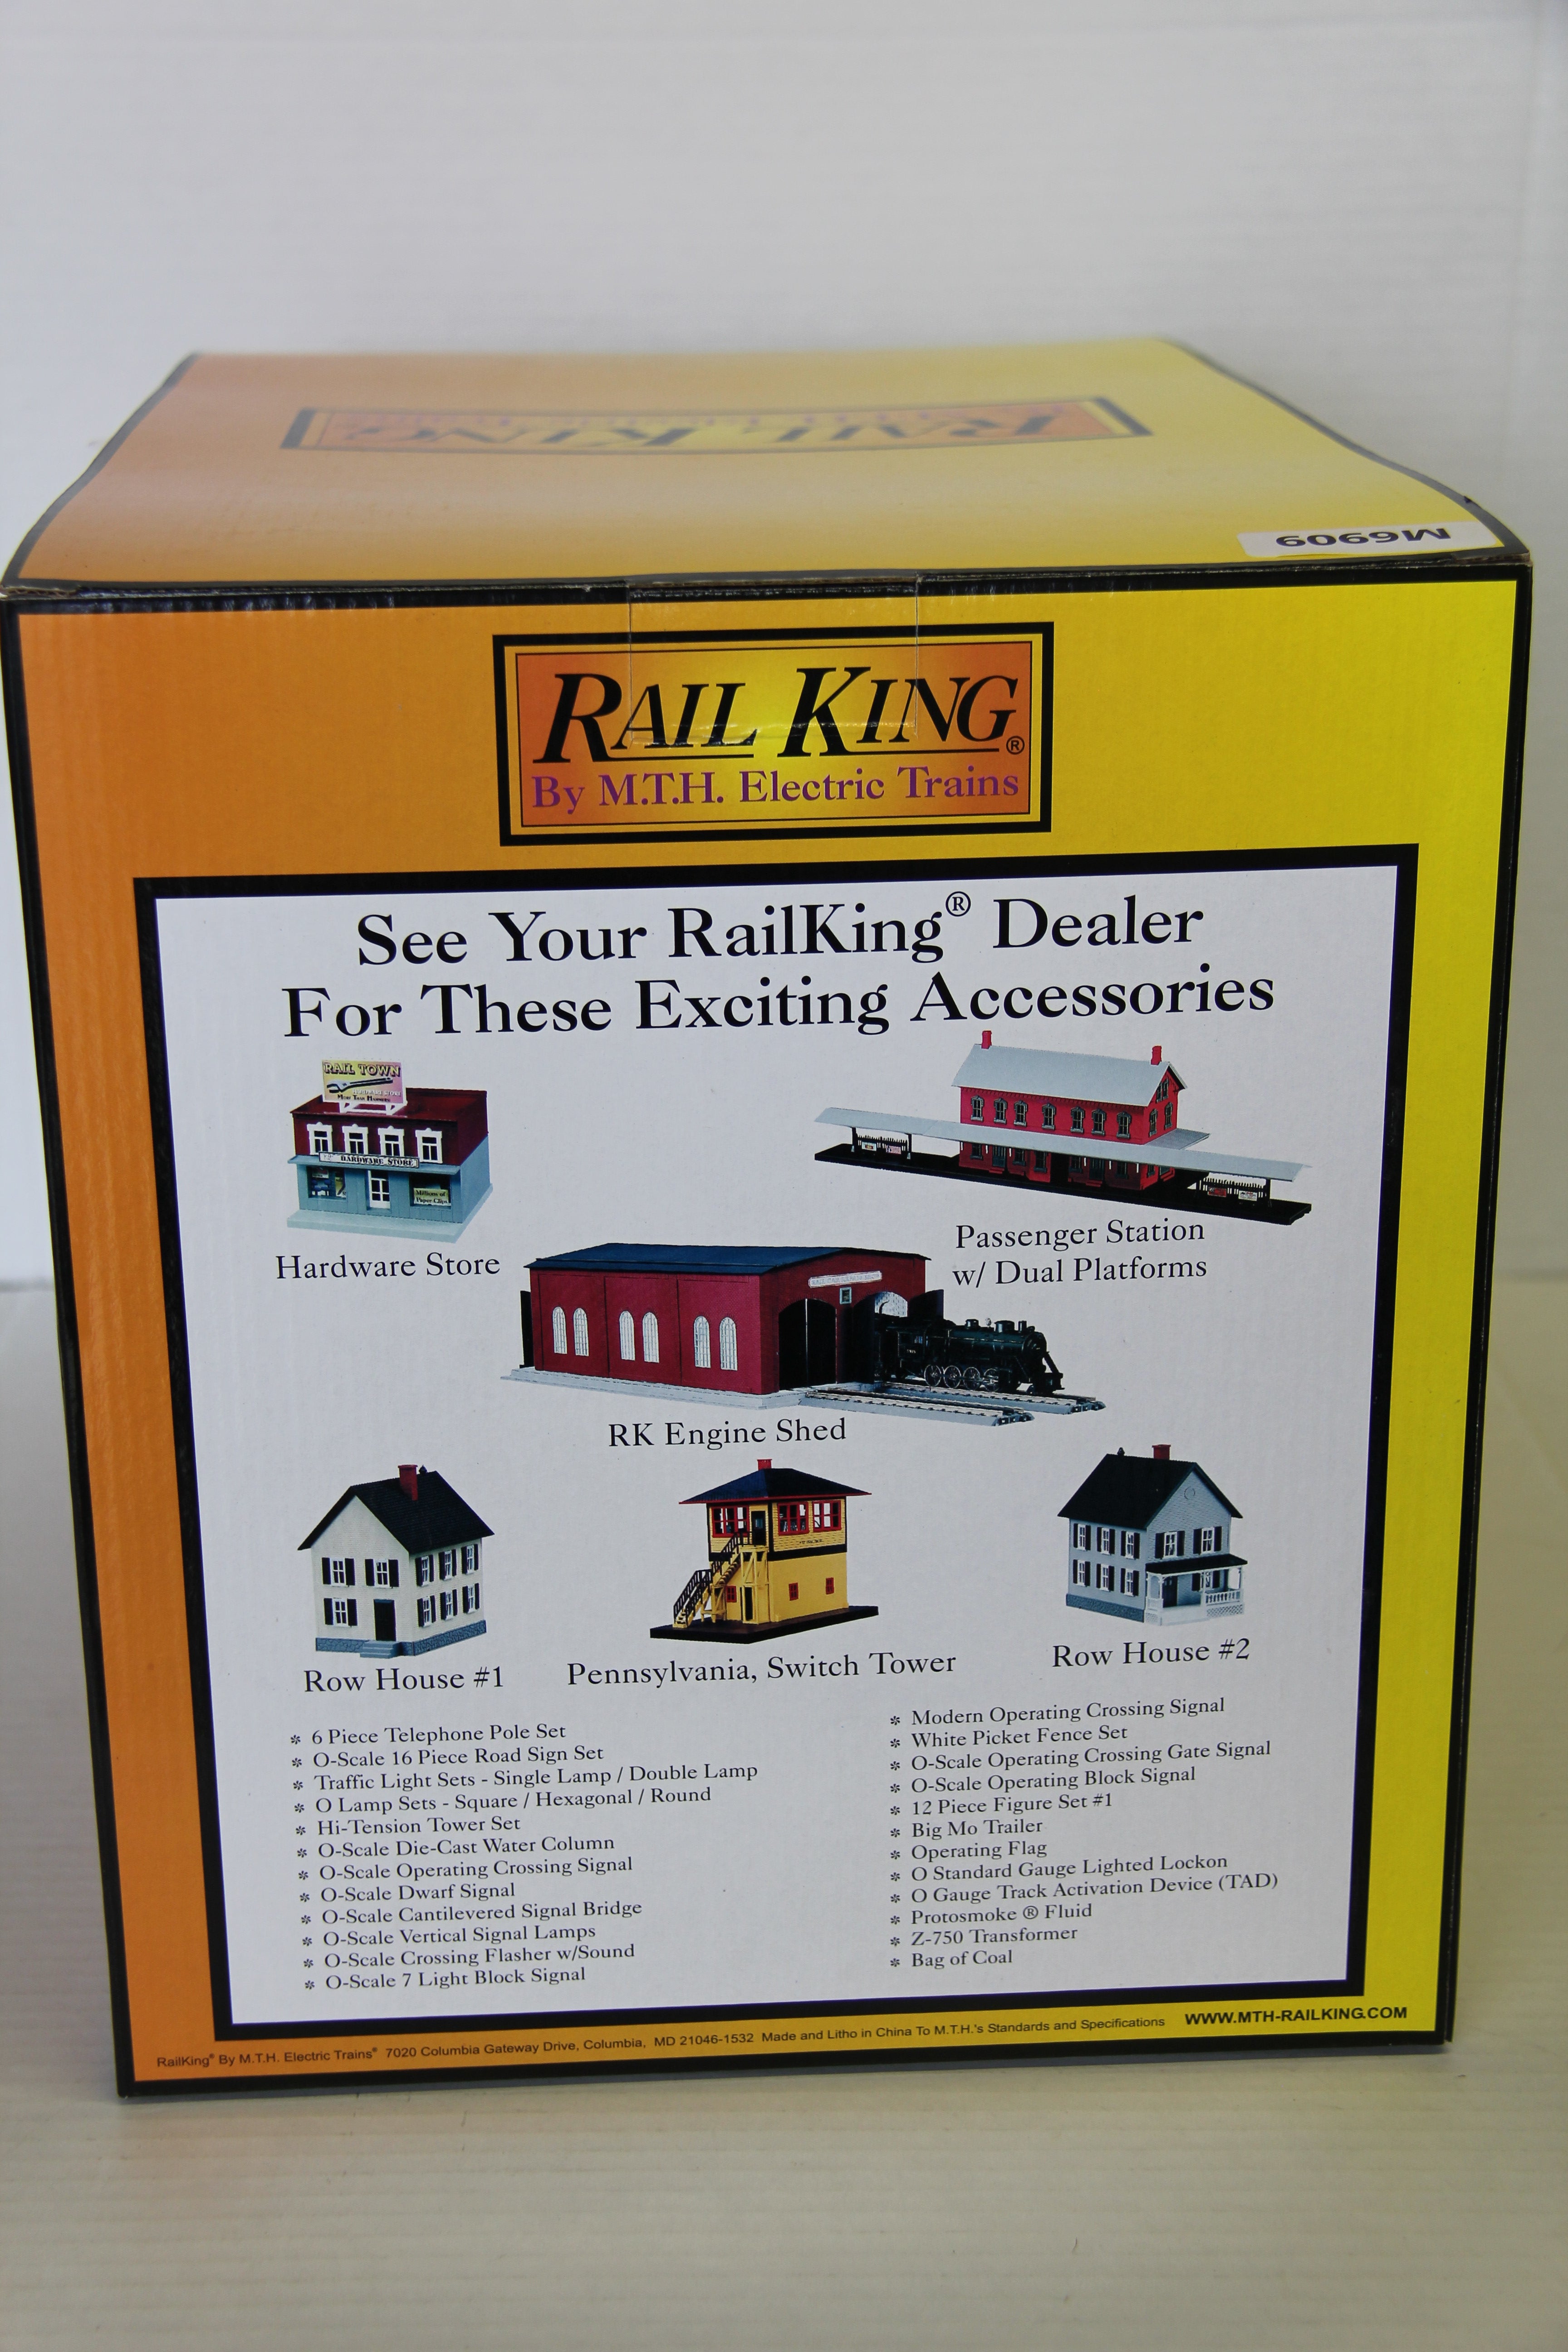 RAIL KING
M6909
RAIL KING®
By M.T.H. Electric Trains
See Your RailKing® Dealer
For These Exciting Accessories
RAIL TOWN
HARDWARE STORE
Millions of
Paper Clips
Hardware Store
Passenger Station
w/ Dual Platforms
RK Engine Shed
Row House #1
Pennsylvania, Switch Tower
Row House #2
* 6 Piece Telephone Pole Set
* O-Scale 16 Piece Road Sign Set
* Traffic Light Sets - Single Lamp / Double Lamp
* O Lamp Sets - Square / Hexagonal / Round
* Hi-Tension Tower Set
* O-Scale Die-Cast Water Column
* O-Scale Operating Crossing Signal
* O-Scale Dwarf Signal
* O-Scale Cantilevered Signal Bridge
* O-Scale Vertical Signal Lamps
* O-Scale Crossing Flasher w/Sound
* O-Scale 7 Light Block Signal
* Modern Operating Crossing Signal
* White Picket Fence Set
* O-Scale Operating Crossing Gate Signal
* O-Scale Operating Block Signal
* 12 Piece Figure Set #1
* Big Mo Trailer
* Operating Flag
* O Standard Gauge Lighted Lockon
* O Gauge Track Activation Device (TAD)
* Protosmoke ® Fluid
* Z-750 Transformer
* Bag of Coal
RailKing® By M.T.H. Electric Trains® 7020 Columbia Gateway Drive, Columbia, MD 21046-1532 Made and Litho in China To M.T.H.'s Standards and Specifications
WWW.MTH-RAILKING.COM